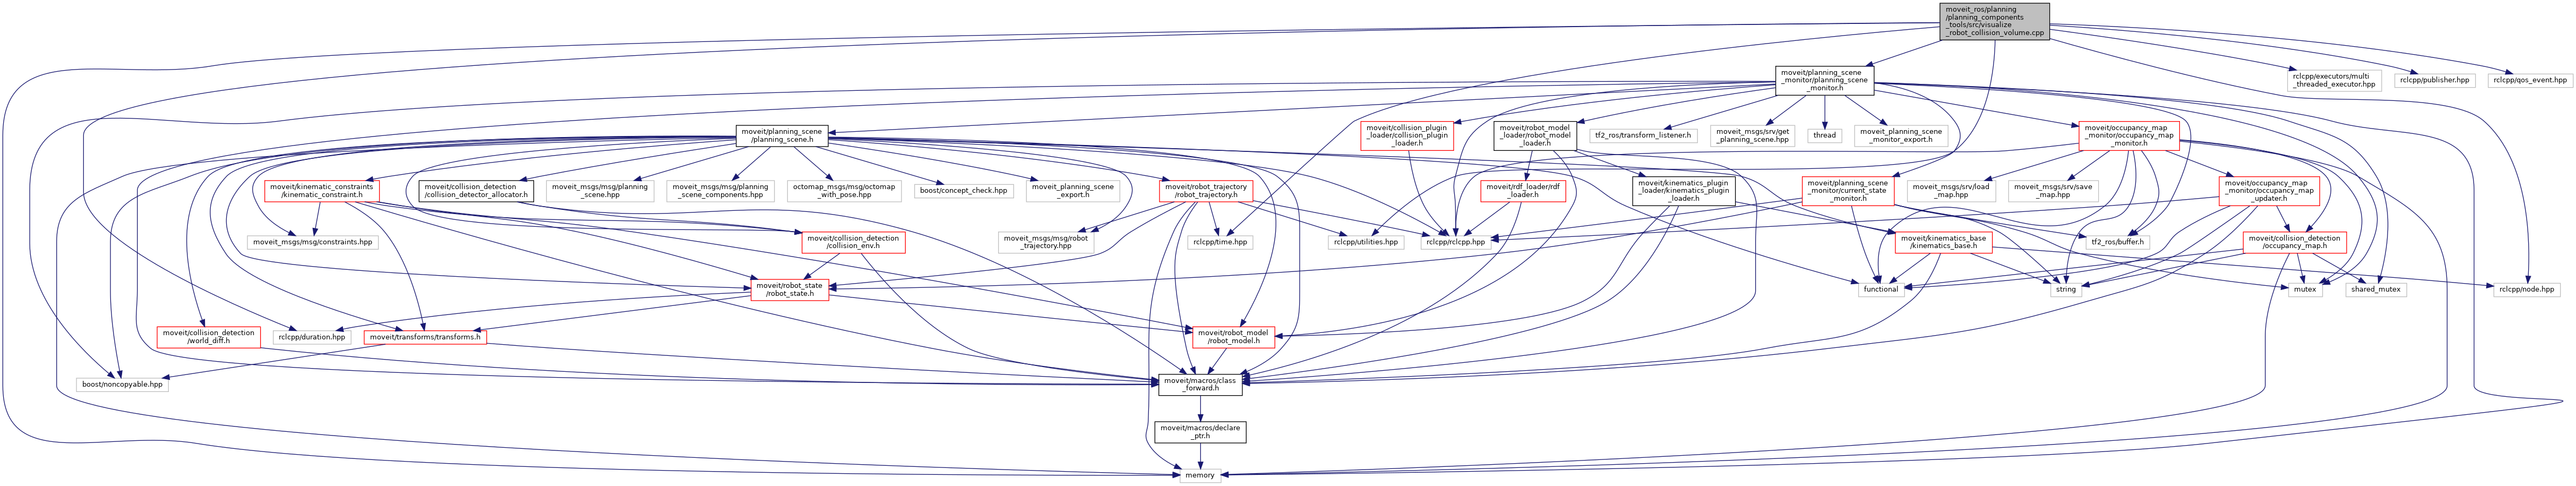 moveit_ros/planning
/planning_components
_tools/src/visualize
_robot_collision_volume.cpp
moveit/planning_scene
_monitor/planning_scene
_monitor.h
rclcpp/executors/multi
_threaded_executor.hpp
rclcpp/publisher.hpp
rclcpp/qos_event.hpp
moveit/planning_scene
/planning_scene.h
moveit/collision_plugin
_loader/collision_plugin
_loader.h
moveit/robot_model
_loader/robot_model
_loader.h
tf2_ros/transform_listener.h
moveit_msgs/srv/get
_planning_scene.hpp
thread
moveit_planning_scene
_monitor_export.h
moveit/occupancy_map
_monitor/occupancy_map
_monitor.h
moveit/kinematic_constraints
/kinematic_constraint.h
moveit/collision_detection
/collision_detector_allocator.h
moveit_msgs/msg/planning
_scene.hpp
moveit_msgs/msg/planning
_scene_components.hpp
octomap_msgs/msg/octomap
_with_pose.hpp
boost/concept_check.hpp
moveit_planning_scene
_export.h
moveit/robot_trajectory
/robot_trajectory.h
moveit/rdf_loader/rdf
_loader.h
moveit/kinematics_plugin
_loader/kinematics_plugin
_loader.h
moveit/planning_scene
_monitor/current_state
_monitor.h
moveit_msgs/srv/load
_map.hpp
moveit_msgs/srv/save
_map.hpp
moveit/occupancy_map
_monitor/occupancy_map
_updater.h
moveit_msgs/msg/constraints.hpp
moveit/collision_detection
/collision_env.h
moveit_msgs/msg/robot
_trajectory.hpp
rclcpp/time.hpp
rclcpp/utilities.hpp
rclcpp/rclcpp.hpp
moveit/kinematics_base
/kinematics_base.h
tf2_ros/buffer.h
moveit/collision_detection
/occupancy_map.h
moveit/robot_state
/robot_state.h
functional
string
mutex
shared_mutex
rclcpp/node.hpp
moveit/collision_detection
/world_diff.h
rclcpp/duration.hpp
moveit/transforms/transforms.h
moveit/robot_model
/robot_model.h
boost/noncopyable.hpp
moveit/macros/class
_forward.h
moveit/macros/declare
_ptr.h
memory